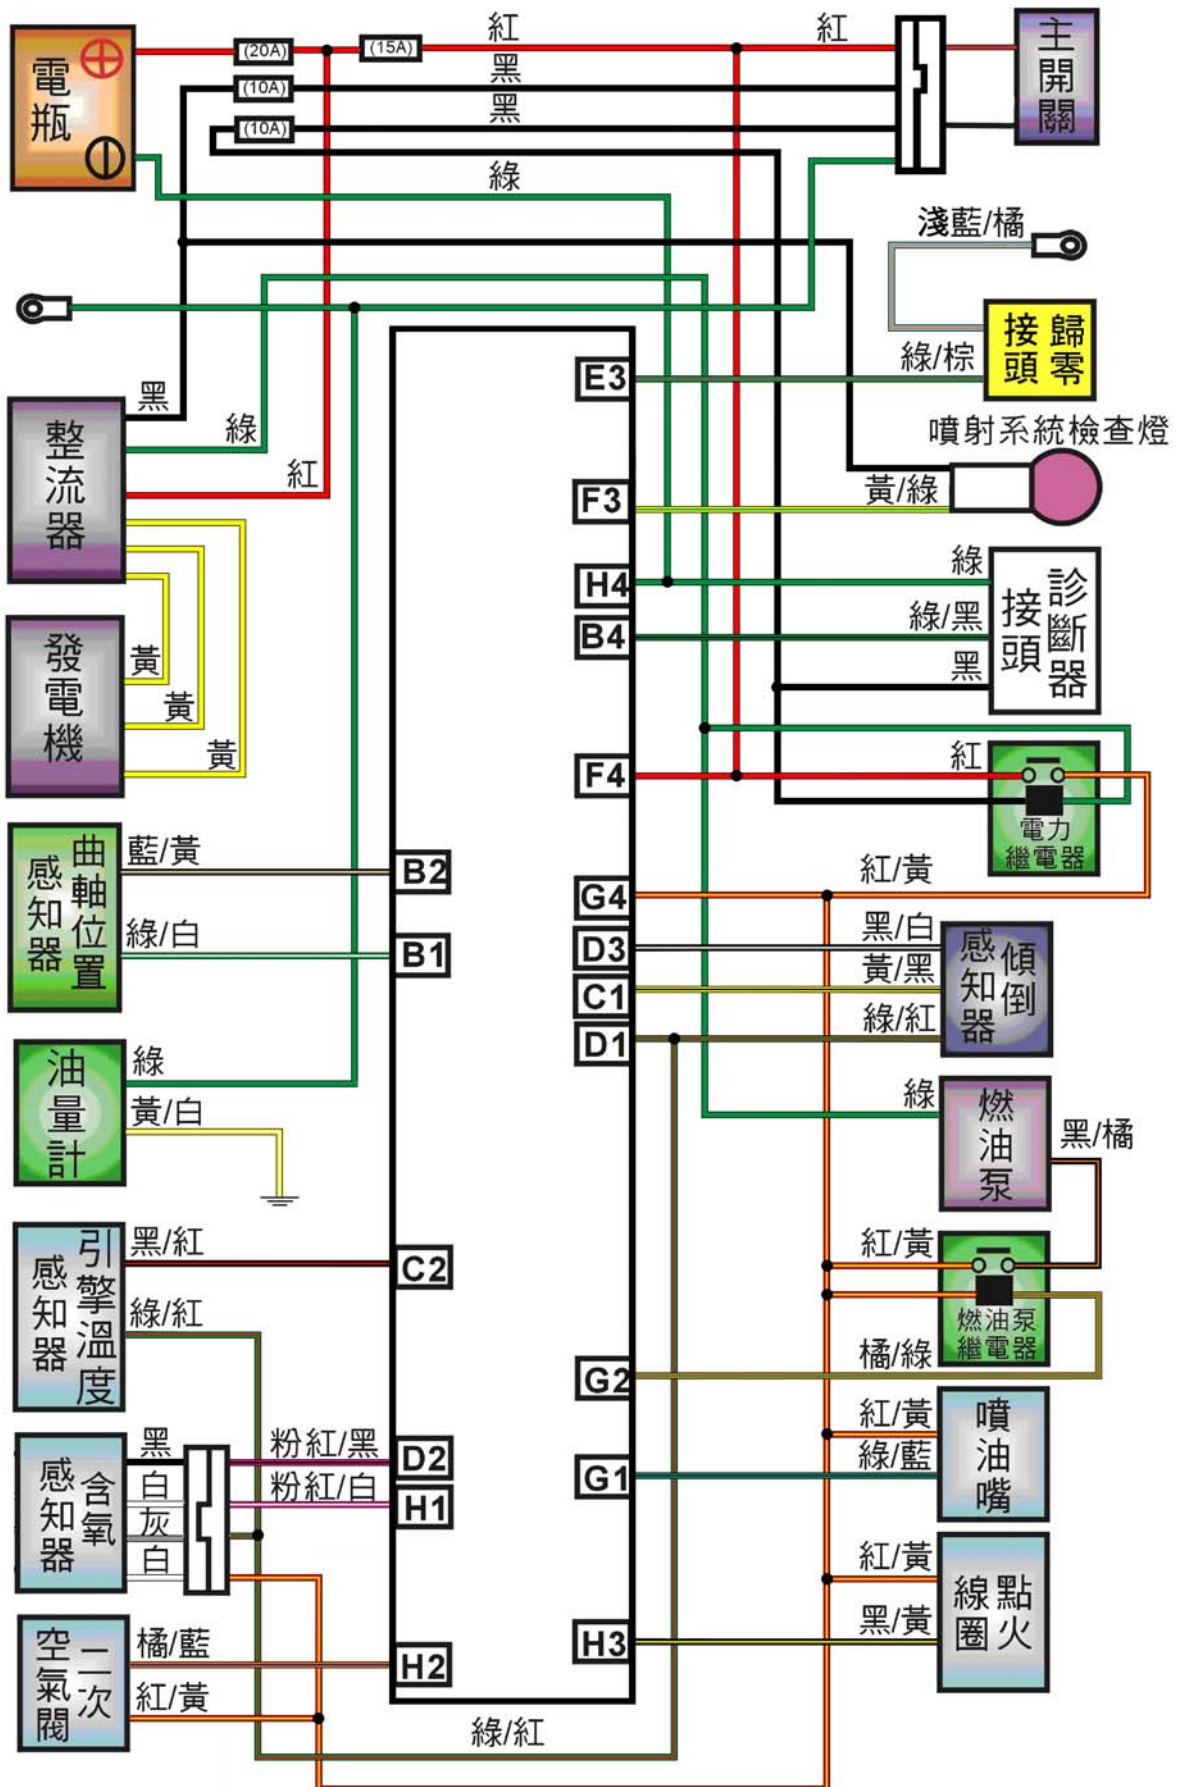 電瓶
(20A)
(15A)
紅
紅
(10A)
黑
(10A)
黑
綠
主開關
淺藍/橘
歸零
接頭
綠/棕
E3
噴射系統檢查燈
黃/綠
F3
整流器
黑
綠
紅
發電機
黃
黃
黃
H4
綠
B4
綠/黑
黑
診斷器
接頭
F4
紅
電力
繼電器
曲軸位置
感知器
藍/黃
B2
綠/白
B1
G4
紅/黃
D3
黑/白
C1
黃/黑
D1
綠/紅
傾倒
感知器
油量計
綠
黃/白
綠
燃油泵
黑/橘
引擎溫度
感知器
黑/紅
C2
綠/紅
紅/黃
燃油泵
繼電器
G2
橘/綠
含氧
感知器
黑
白
灰
白
粉紅/黑
D2
粉紅/白
H1
紅/黃
G1
綠/藍
噴油嘴
紅/黃
H3
黑/黃
點火
線圈
二次
空氣閥
橘/藍
H2
紅/黃
綠/紅